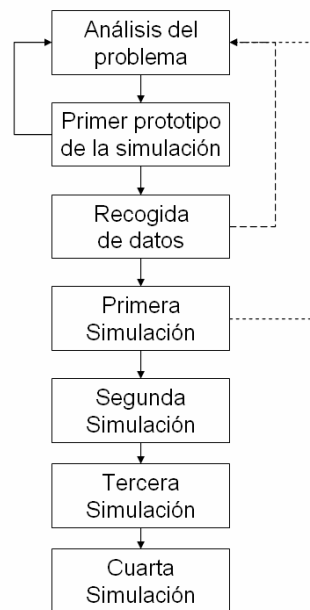 Análisis del
problema
Primer prototipo
de la simulación
Recogida
de datos
Primera
Simulación
Segunda
Simulación
Tercera
Simulación
Cuarta
Simulación